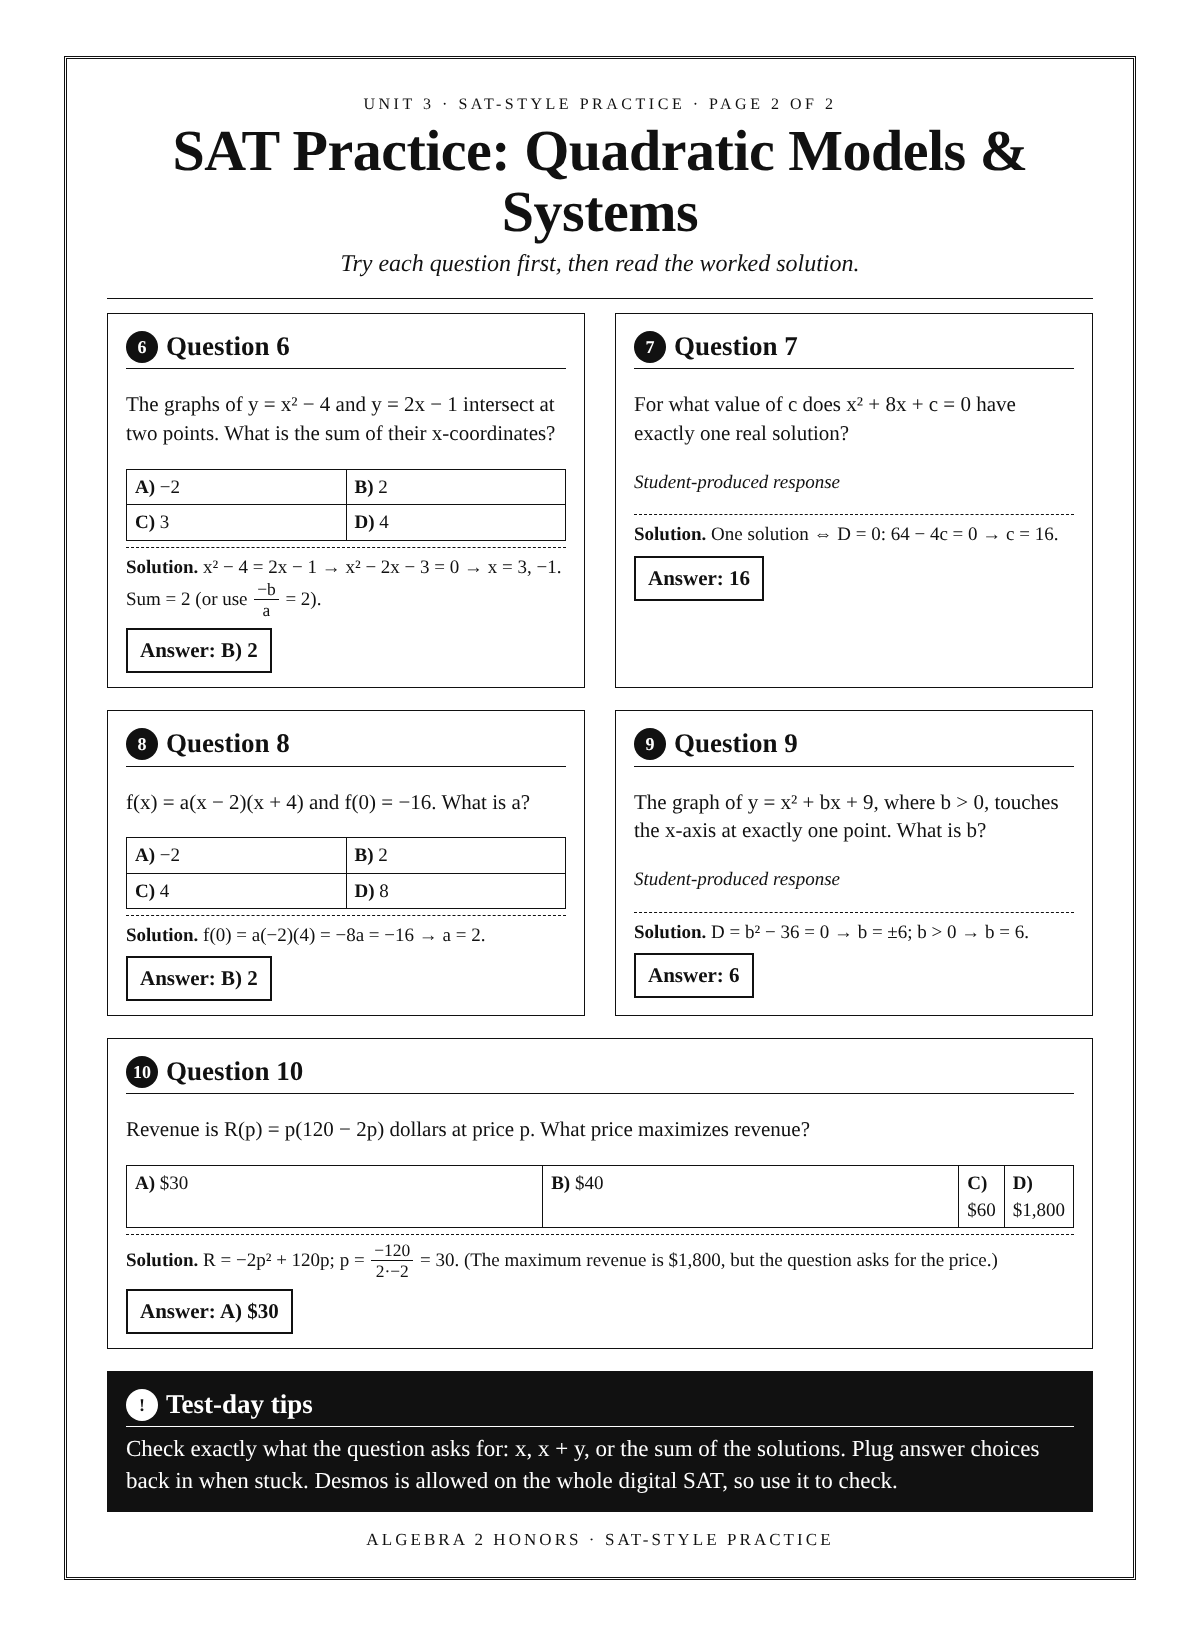 UNIT 3 · SAT-STYLE PRACTICE · PAGE 2 OF 2
SAT Practice: Quadratic Models &
Systems
Try each question first, then read the worked solution.
6 Question 6
The graphs of y = x² − 4 and y = 2x − 1 intersect at
two points. What is the sum of their x-coordinates?
A) −2 B) 2
C) 3 D) 4
Solution. x² − 4 = 2x − 1 → x² − 2x − 3 = 0 → x = 3, −1.
Sum = 2 (or use −b/a = 2).
Answer: B) 2
7 Question 7
For what value of c does x² + 8x + c = 0 have
exactly one real solution?
Student-produced response
Solution. One solution ⇔ D = 0: 64 − 4c = 0 → c = 16.
Answer: 16
8 Question 8
f(x) = a(x − 2)(x + 4) and f(0) = −16. What is a?
A) −2 B) 2
C) 4 D) 8
Solution. f(0) = a(−2)(4) = −8a = −16 → a = 2.
Answer: B) 2
9 Question 9
The graph of y = x² + bx + 9, where b > 0, touches
the x-axis at exactly one point. What is b?
Student-produced response
Solution. D = b² − 36 = 0 → b = ±6; b > 0 → b = 6.
Answer: 6
10 Question 10
Revenue is R(p) = p(120 − 2p) dollars at price p. What price maximizes revenue?
A) $30 B) $40 C) $60 D) $1,800
Solution. R = −2p² + 120p; p = −120/2·−2 = 30. (The maximum revenue is $1,800, but the question asks for the price.)
Answer: A) $30
! Test-day tips
Check exactly what the question asks for: x, x + y, or the sum of the solutions. Plug answer choices
back in when stuck. Desmos is allowed on the whole digital SAT, so use it to check.
ALGEBRA 2 HONORS · SAT-STYLE PRACTICE